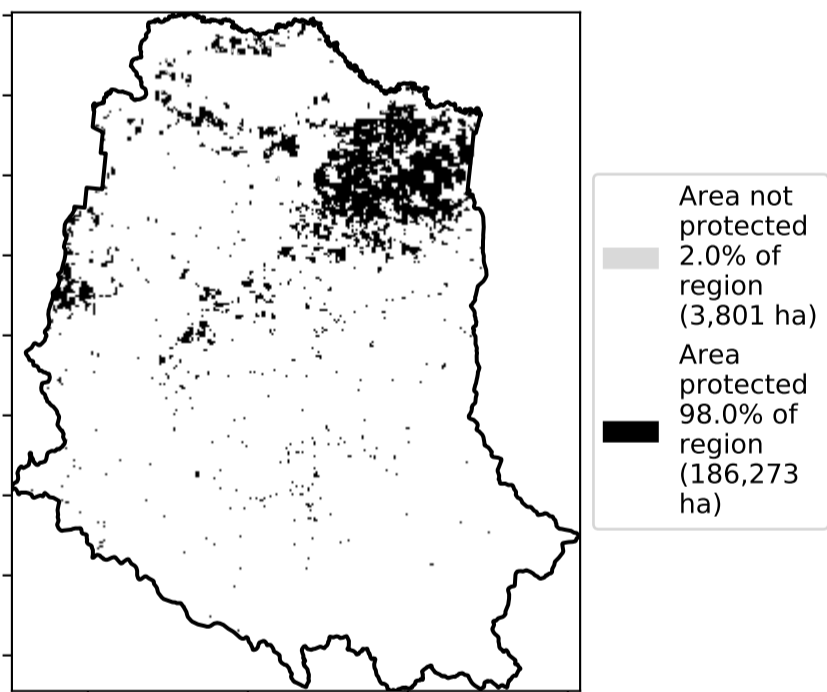 Area not
protected
2.0% of
region
(3,801 ha)
Area
protected
98.0% of
region
(186,273
ha)